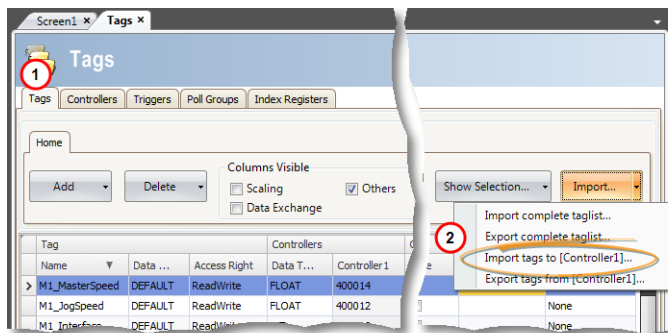 Screen1 × Tags ×
Tags
1
Tags Controllers Triggers Poll Groups Index Registers
Home
Columns Visible
Add Delete Scaling Others Show Selection... Import...
Data Exchange
Import complete taglist...
2 Export complete taglist...
Tag Controllers
Import tags to [Controller1]...
Name Data ... Access Right Data T... Controller1
Export tags from [Controller1]...
M1_MasterSpeed DEFAULT ReadWrite FLOAT 400014
M1_JogSpeed DEFAULT ReadWrite FLOAT 400012 None
M1_Interface DEFAULT ReadWrite None